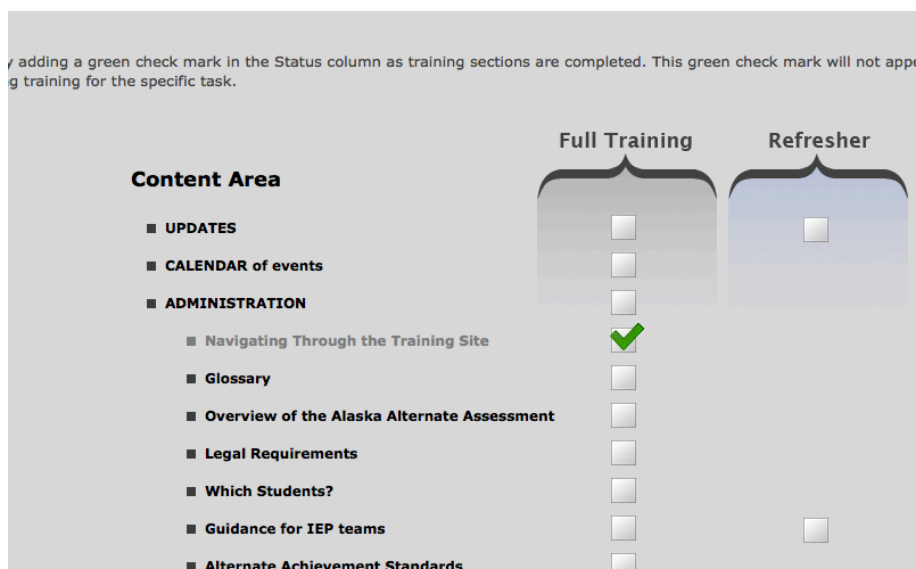 adding a green check mark in the Status column as training sections are completed. This green check mark will not
training for the specific task.
Full Training
Refresher
Content Area
UPDATES
CALENDAR of events
ADMINISTRATION
Navigating Through the Training Site
Glossary
Overview of the Alaska Alternate Assessment
Legal Requirements
Which Students?
Guidance for IEP teams
Alternate Achievement Standards